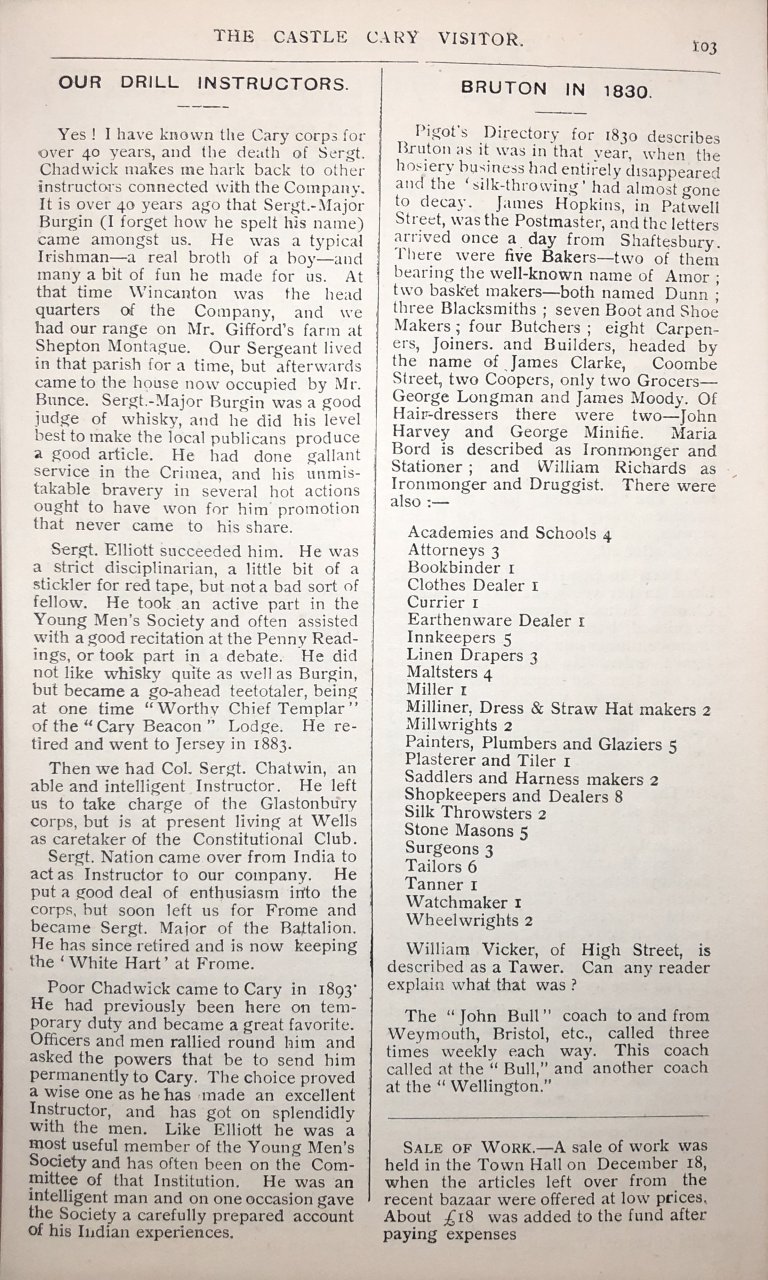 THE CASTLE CARY VISITOR.
103
OUR DRILL INSTRUCTORS.
Yes ! I have known the Cary corps for
over 40 years, and the death of Sergt.
Chadwick makes me hark back to other
instructors connected with the Company.
It is over 40 years ago that Sergt.-Major
Burgin (I forget how he spelt his name)
came amongst us. He was a typical
Irishman—a real broth of a boy—and
many a bit of fun he made for us. At
that time Wincanton was the head
quarters of the Company, and we
had our range on Mr. Gifford's farm at
Shepton Montague. Our Sergeant lived
in that parish for a time, but afterwards
came to the house now occupied by Mr.
Bunce. Sergt.-Major Burgin was a good
judge of whisky, and he did his level
best to make the local publicans produce
a good article. He had done gallant
service in the Crimea, and his unmis-
takable bravery in several hot actions
ought to have won for him promotion
that never came to his share.
Sergt. Elliott succeeded him. He was
a strict disciplinarian, a little bit of a
stickler for red tape, but not a bad sort of
fellow. He took an active part in the
Young Men's Society and often assisted
with a good recitation at the Penny Read-
ings, or took part in a debate. He did
not like whisky quite as well as Burgin,
but became a go-ahead teetotaler, being
at one time "Worthy Chief Templar"
of the "Cary Beacon" Lodge. He re-
tired and went to Jersey in 1883.
Then we had Col. Sergt. Chatwin, an
able and intelligent Instructor. He left
us to take charge of the Glastonbury
corps, but is at present living at Wells
as caretaker of the Constitutional Club.
Sergt. Nation came over from India to
act as Instructor to our company. He
put a good deal of enthusiasm into the
corps, but soon left us for Frome and
became Sergt. Major of the Battalion.
He has since retired and is now keeping
the 'White Hart' at Frome.
Poor Chadwick came to Cary in 1893·
He had previously been here on tem-
porary duty and became a great favorite.
Officers and men rallied round him and
asked the powers that be to send him
permanently to Cary. The choice proved
a wise one as he has made an excellent
Instructor, and has got on splendidly
with the men. Like Elliott he was a
most useful member of the Young Men's
Society and has often been on the Com-
mittee of that Institution. He was an
intelligent man and on one occasion gave
the Society a carefully prepared account
of his Indian experiences.
BRUTON IN 1830.
Pigot's Directory for 1830 describes
Bruton as it was in that year, when the
hosiery business had entirely disappeared
and the 'silk-throwing' had almost gone
to decay. James Hopkins, in Patwell
Street, was the Postmaster, and the letters
arrived once a day from Shaftesbury.
There were five Bakers—two of them
bearing the well-known name of Amor ;
two basket makers—both named Dunn ;
three Blacksmiths ; seven Boot and Shoe
Makers ; four Butchers ; eight Carpen-
ers, Joiners. and Builders, headed by
the name of James Clarke, Coombe
Street, two Coopers, only two Grocers—
George Longman and James Moody. Of
Hair-dressers there were two—John
Harvey and George Minifie. Maria
Bord is described as Ironmonger and
Stationer ; and William Richards as
Ironmonger and Druggist. There were
also :—
Academies and Schools 4
Attorneys 3
Bookbinder 1
Clothes Dealer 1
Currier 1
Earthenware Dealer 1
Innkeepers 5
Linen Drapers 3
Maltsters 4
Miller 1
Milliner, Dress & Straw Hat makers 2
Millwrights 2
Painters, Plumbers and Glaziers 5
Plasterer and Tiler 1
Saddlers and Harness makers 2
Shopkeepers and Dealers 8
Silk Throwsters 2
Stone Masons 5
Surgeons 3
Tailors 6
Tanner 1
Watchmaker 1
Wheelwrights 2
William Vicker, of High Street, is
described as a Tawer. Can any reader
explain what that was ?
The "John Bull" coach to and from
Weymouth, Bristol, etc., called three
times weekly each way. This coach
called at the "Bull," and another coach
at the "Wellington."
SALE OF WORK.—A sale of work was
held in the Town Hall on December 18,
when the articles left over from the
recent bazaar were offered at low prices.
About £18 was added to the fund after
paying expenses